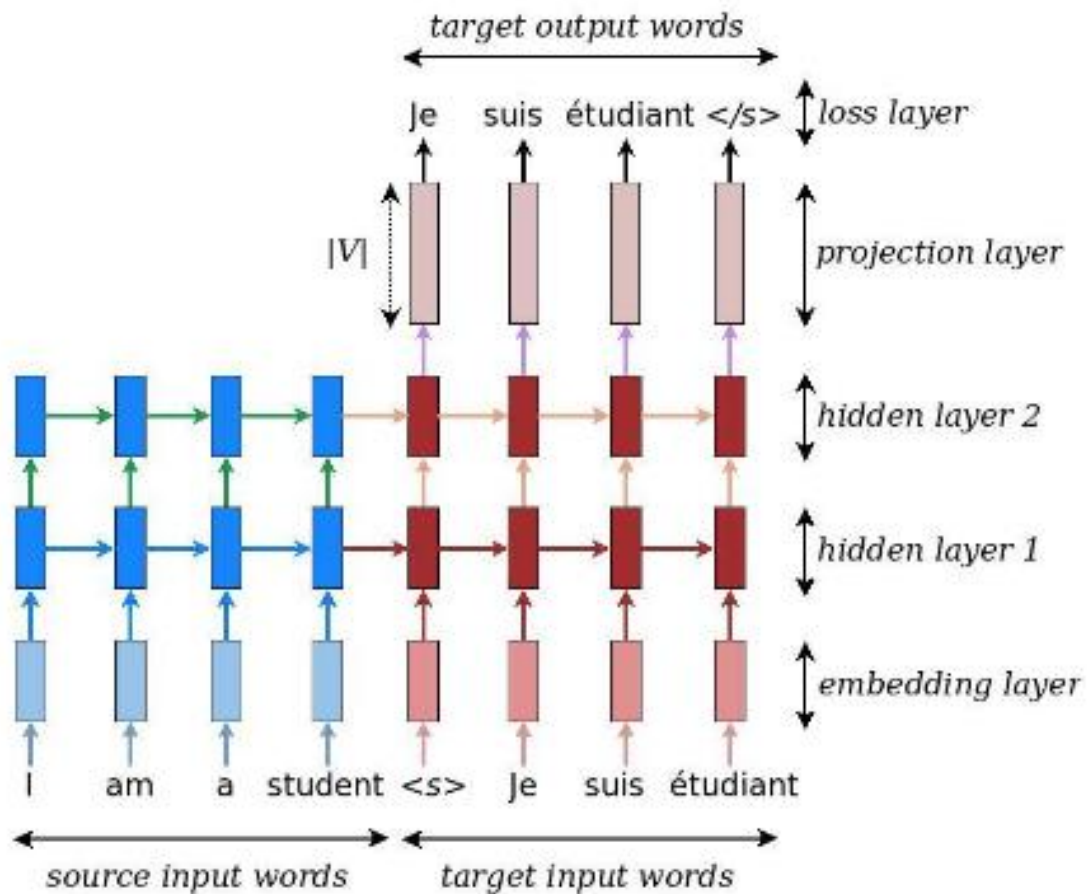 target output words
Je suis étudiant </s>
loss layer
|V|
projection layer
hidden layer 2
hidden layer 1
embedding layer
I am a student <s> Je suis étudiant
source input words target input words